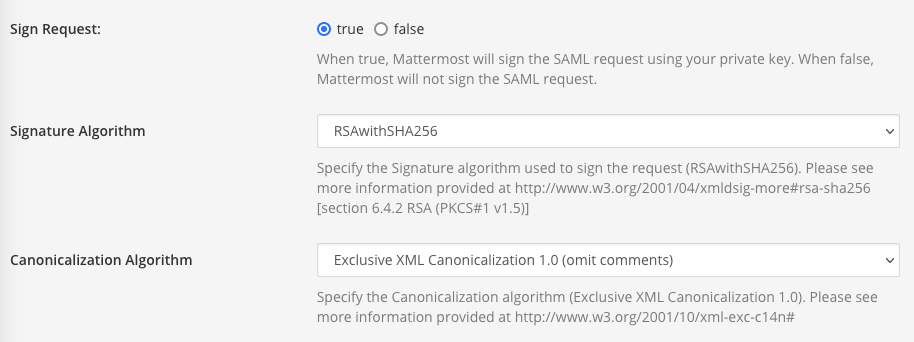 Sign Request: true false
When true, Mattermost will sign the SAML request using your private key. When false,
Mattermost will not sign the SAML request.
Signature Algorithm RSAwithSHA256
Specify the Signature algorithm used to sign the request (RSAwithSHA256). Please see
more information provided at http://www.w3.org/2001/04/xmldsig-more#rsa-sha256
[section 6.4.2 RSA (PKCS#1 v1.5)]
Canonicalization Algorithm Exclusive XML Canonicalization 1.0 (omit comments)
Specify the Canonicalization algorithm (Exclusive XML Canonicalization 1.0). Please see
more information provided at http://www.w3.org/2001/10/xml-exc-c14n#